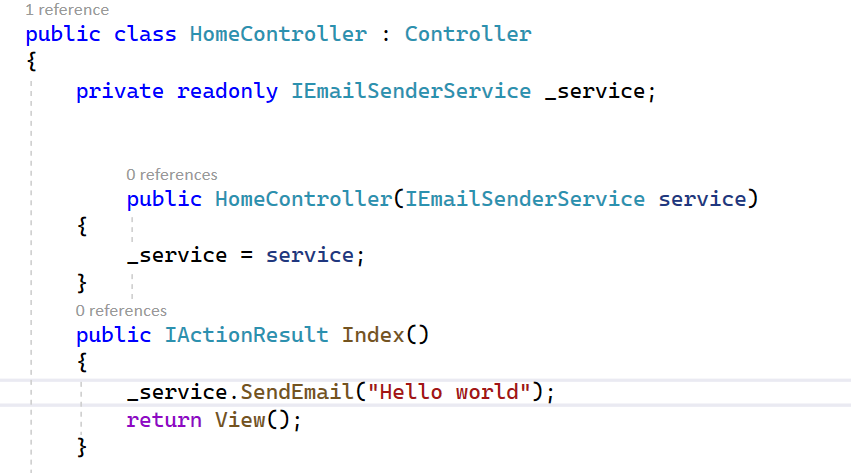 1 reference
public class HomeController : Controller
{
private readonly IEmailSenderService _service;
0 references
public HomeController(IEmailSenderService service)
{
_service = service;
}
0 references
public IActionResult Index()
{
_service.SendEmail("Hello world");
return View();
}